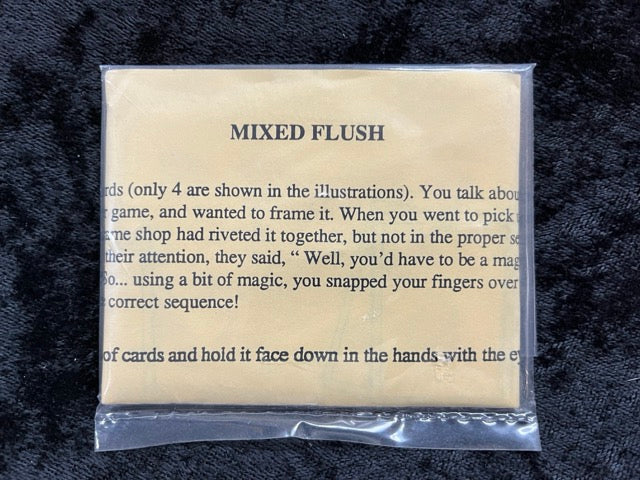 MIXED FLUSH
rds (only 4 are shown in the illustrations). You talk abou
game, and wanted to frame it. When you went to pick
me shop had riveted it together, but not in the proper se
their attention, they said, “ Well, you’d have to be a mag
So... using a bit of magic, you snapped your fingers over
correct sequence!
of cards and hold it face down in the hands with the ey